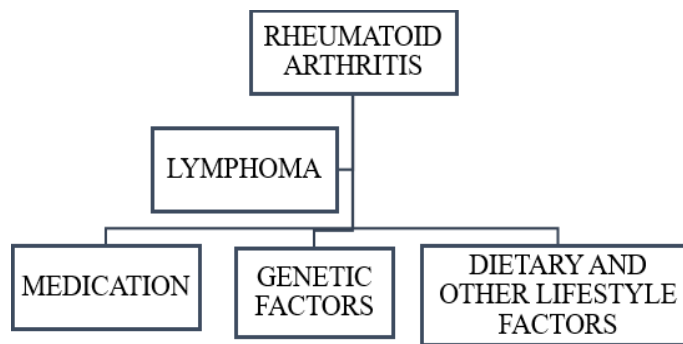 RHEUMATOID
ARTHRITIS
LYMPHOMA
MEDICATION
GENETIC
FACTORS
DIETARY AND
OTHER LIFESTYLE
FACTORS